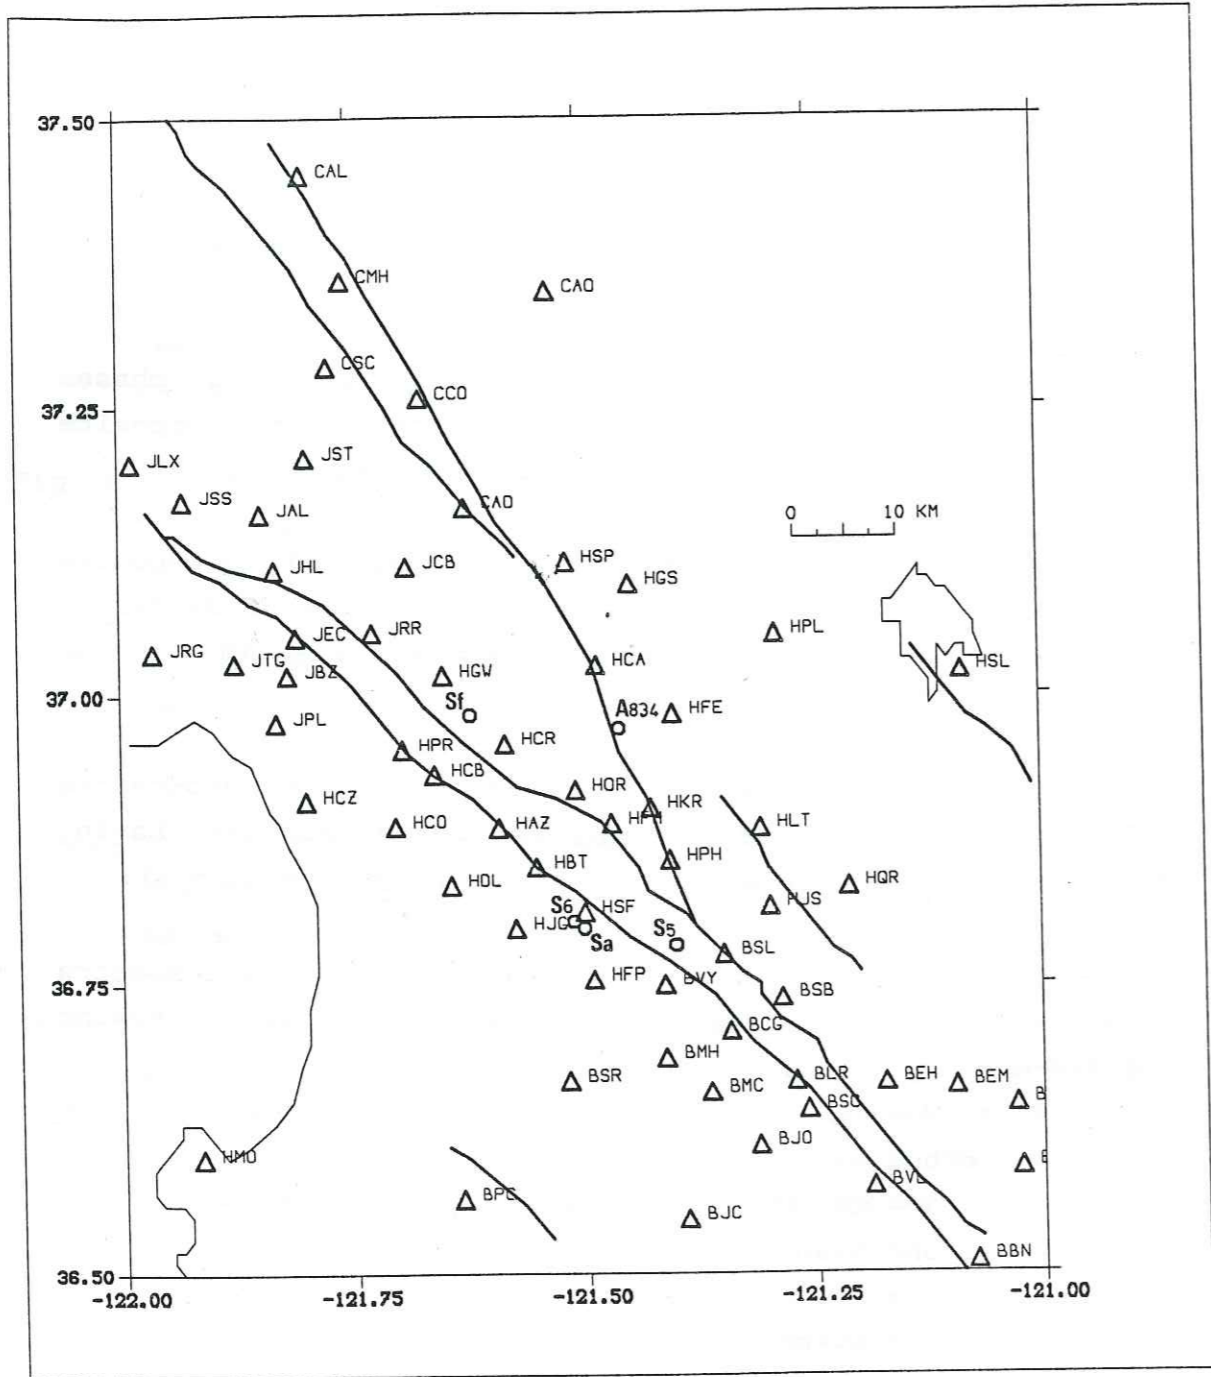 37.50
CAL
CMH
CAO
phases
CSC
CCO
37.25
JST
JLX
JSS
JAL
CAD
0 10 KM
HSP
JCB
HGS
JHL
HPL
JRR
JEC
JRG
JTG
JBZ
HCA
HSL
HGW
37.00
Sf
A834
HFE
JPL
HCR
HPR
HCB
HOR
HCZ
HKR
HCO
HAZ
HFH
HLT
HBT
HPH
HDL
HQR
HJS
S6
HSF
HJG
Sa
S5
BSL
HFP
BVY
BSB
36.75
BCG
BMH
BSR
BMC
BLR
BEH
BEM
B
BSC
BJO
HMO
BVL
BPC
BJC
BBN
36.50
-122.00 -121.75 -121.50 -121.25 -121.00